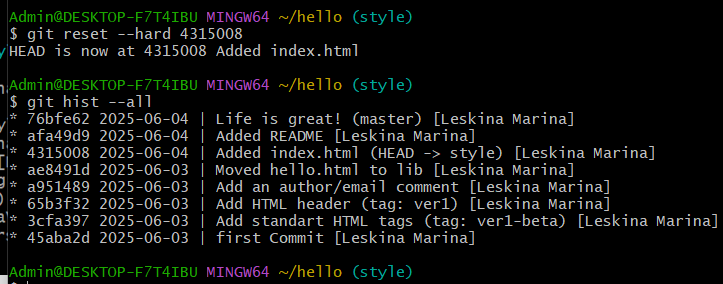 Admin@DESKTOP-F7T4IBU MINGW64 ~/hello (style)
$ git reset --hard 4315008
HEAD is now at 4315008 Added index.html
Admin@DESKTOP-F7T4IBU MINGW64 ~/hello (style)
$ git hist --all
* 76bfe62 2025-06-04 | Life is great! (master) [Leskina Marina]
* afa49d9 2025-06-04 | Added README [Leskina Marina]
* 4315008 2025-06-04 | Added index.html (HEAD -> style) [Leskina Marina]
* ae8491d 2025-06-03 | Moved hello.html to lib [Leskina Marina]
* a951489 2025-06-03 | Add an author/email comment [Leskina Marina]
* 65b3f32 2025-06-03 | Add HTML header (tag: ver1) [Leskina Marina]
* 3cfa397 2025-06-03 | Add standart HTML tags (tag: ver1-beta) [Leskina Marina]
* 45aba2d 2025-06-03 | first Commit [Leskina Marina]
Admin@DESKTOP-F7T4IBU MINGW64 ~/hello (style)